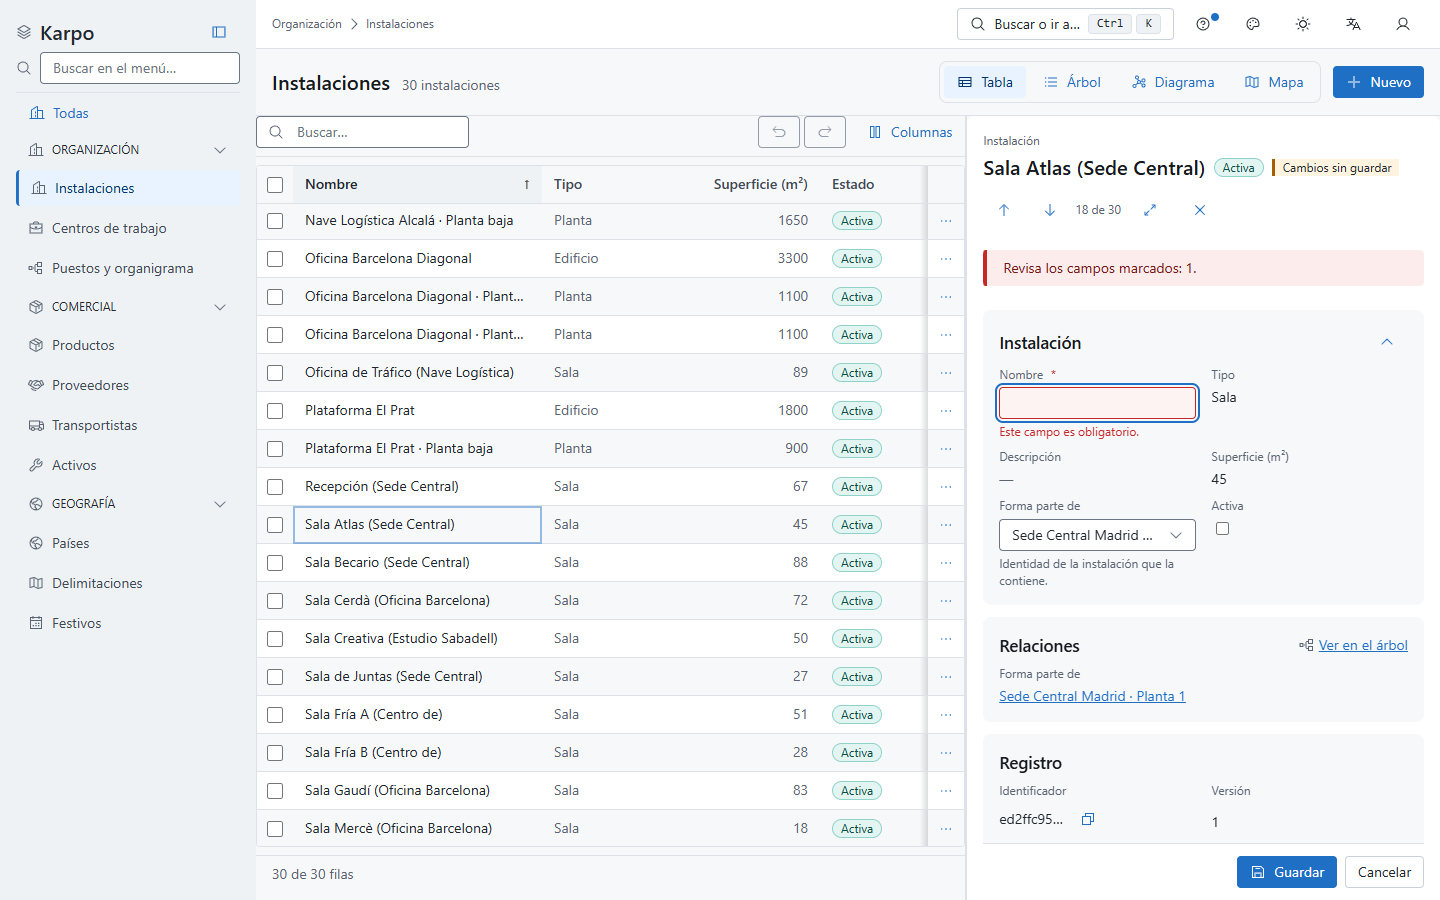 Karpo
Buscar en el menú...
Todas
ORGANIZACIÓN
Instalaciones
Centros de trabajo
Puestos y organigrama
COMERCIAL
Productos
Proveedores
Transportistas
Activos
GEOGRAFÍA
Países
Delimitaciones
Festivos
Organización > Instalaciones
Buscar o ir a... Ctrl K
Instalaciones 30 instalaciones
Tabla Árbol Diagrama Mapa Nuevo
Buscar... Columnas
Nombre ↑ Tipo Superficie (m²) Estado
Nave Logística Alcalá · Planta baja Planta 1650 Activa ...
Oficina Barcelona Diagonal Edificio 3300 Activa ...
Oficina Barcelona Diagonal · Plant... Planta 1100 Activa ...
Oficina Barcelona Diagonal · Plant... Planta 1100 Activa ...
Oficina de Tráfico (Nave Logística) Sala 89 Activa ...
Plataforma El Prat Edificio 1800 Activa ...
Plataforma El Prat · Planta baja Planta 900 Activa ...
Recepción (Sede Central) Sala 67 Activa ...
Sala Atlas (Sede Central) Sala 45 Activa ...
Sala Becario (Sede Central) Sala 88 Activa ...
Sala Cerdà (Oficina Barcelona) Sala 72 Activa ...
Sala Creativa (Estudio Sabadell) Sala 50 Activa ...
Sala de Juntas (Sede Central) Sala 27 Activa ...
Sala Fría A (Centro de) Sala 51 Activa ...
Sala Fría B (Centro de) Sala 28 Activa ...
Sala Gaudí (Oficina Barcelona) Sala 83 Activa ...
Sala Mercè (Oficina Barcelona) Sala 18 Activa ...
30 de 30 filas
Instalación
Sala Atlas (Sede Central) Activa Cambios sin guardar
18 de 30
Revisa los campos marcados: 1.
Instalación
Nombre * Tipo
Sala
Este campo es obligatorio.
Descripción Superficie (m²)
— 45
Forma parte de Activa
Sede Central Madrid ...
Identidad de la instalación que la
contiene.
Relaciones Ver en el árbol
Forma parte de
Sede Central Madrid · Planta 1
Registro
Identificador Versión
ed2ffc95... 1
Guardar Cancelar